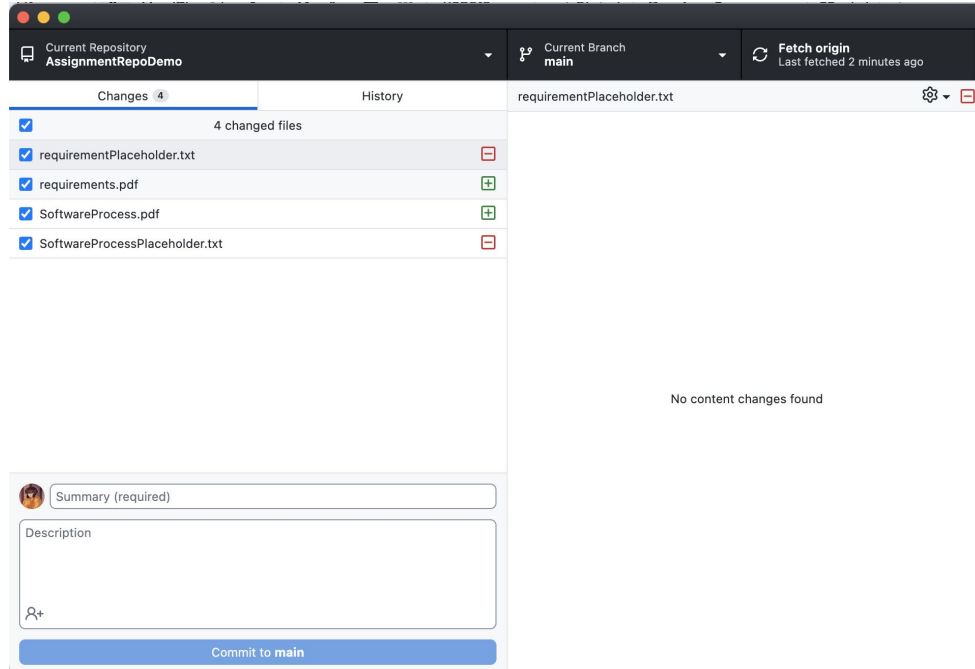 Current Repository
AssignmentRepoDemo
Current Branch
main
Fetch origin
Last fetched 2 minutes ago
Changes 4
History
requirementPlaceholder.txt
4 changed files
requirementPlaceholder.txt
requirements.pdf
SoftwareProcess.pdf
SoftwareProcessPlaceholder.txt
No content changes found
Summary (required)
Description
Commit to main